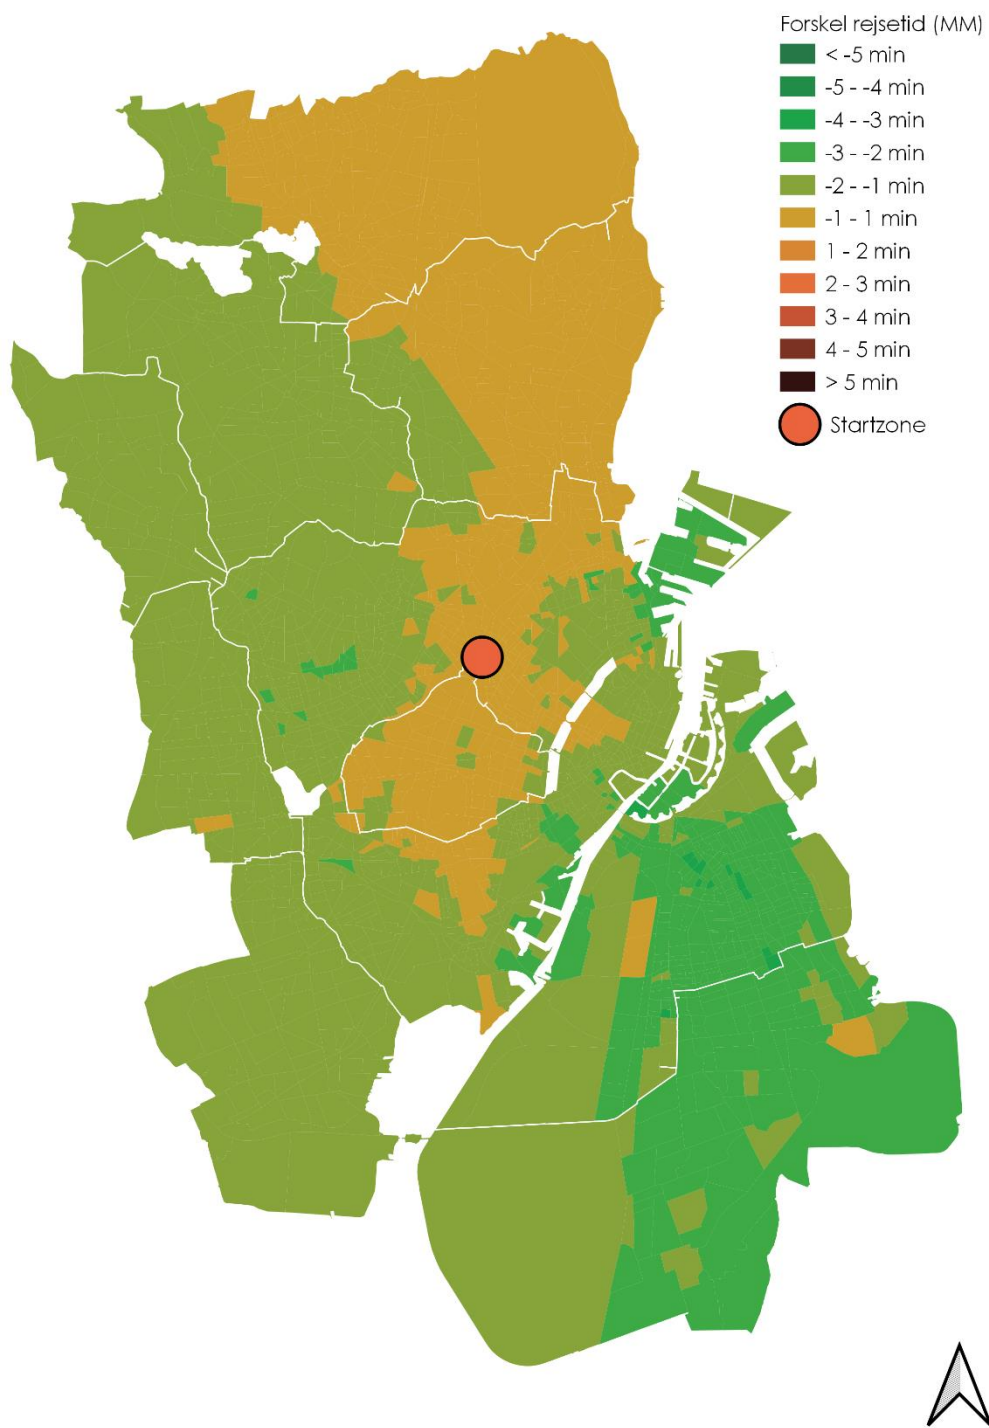 Forskel rejsetid (MM)
< -5 min
-5 - -4 min
-4 - -3 min
-3 - -2 min
-2 - -1 min
-1 - 1 min
1 - 2 min
2 - 3 min
3 - 4 min
4 - 5 min
> 5 min
Startzone